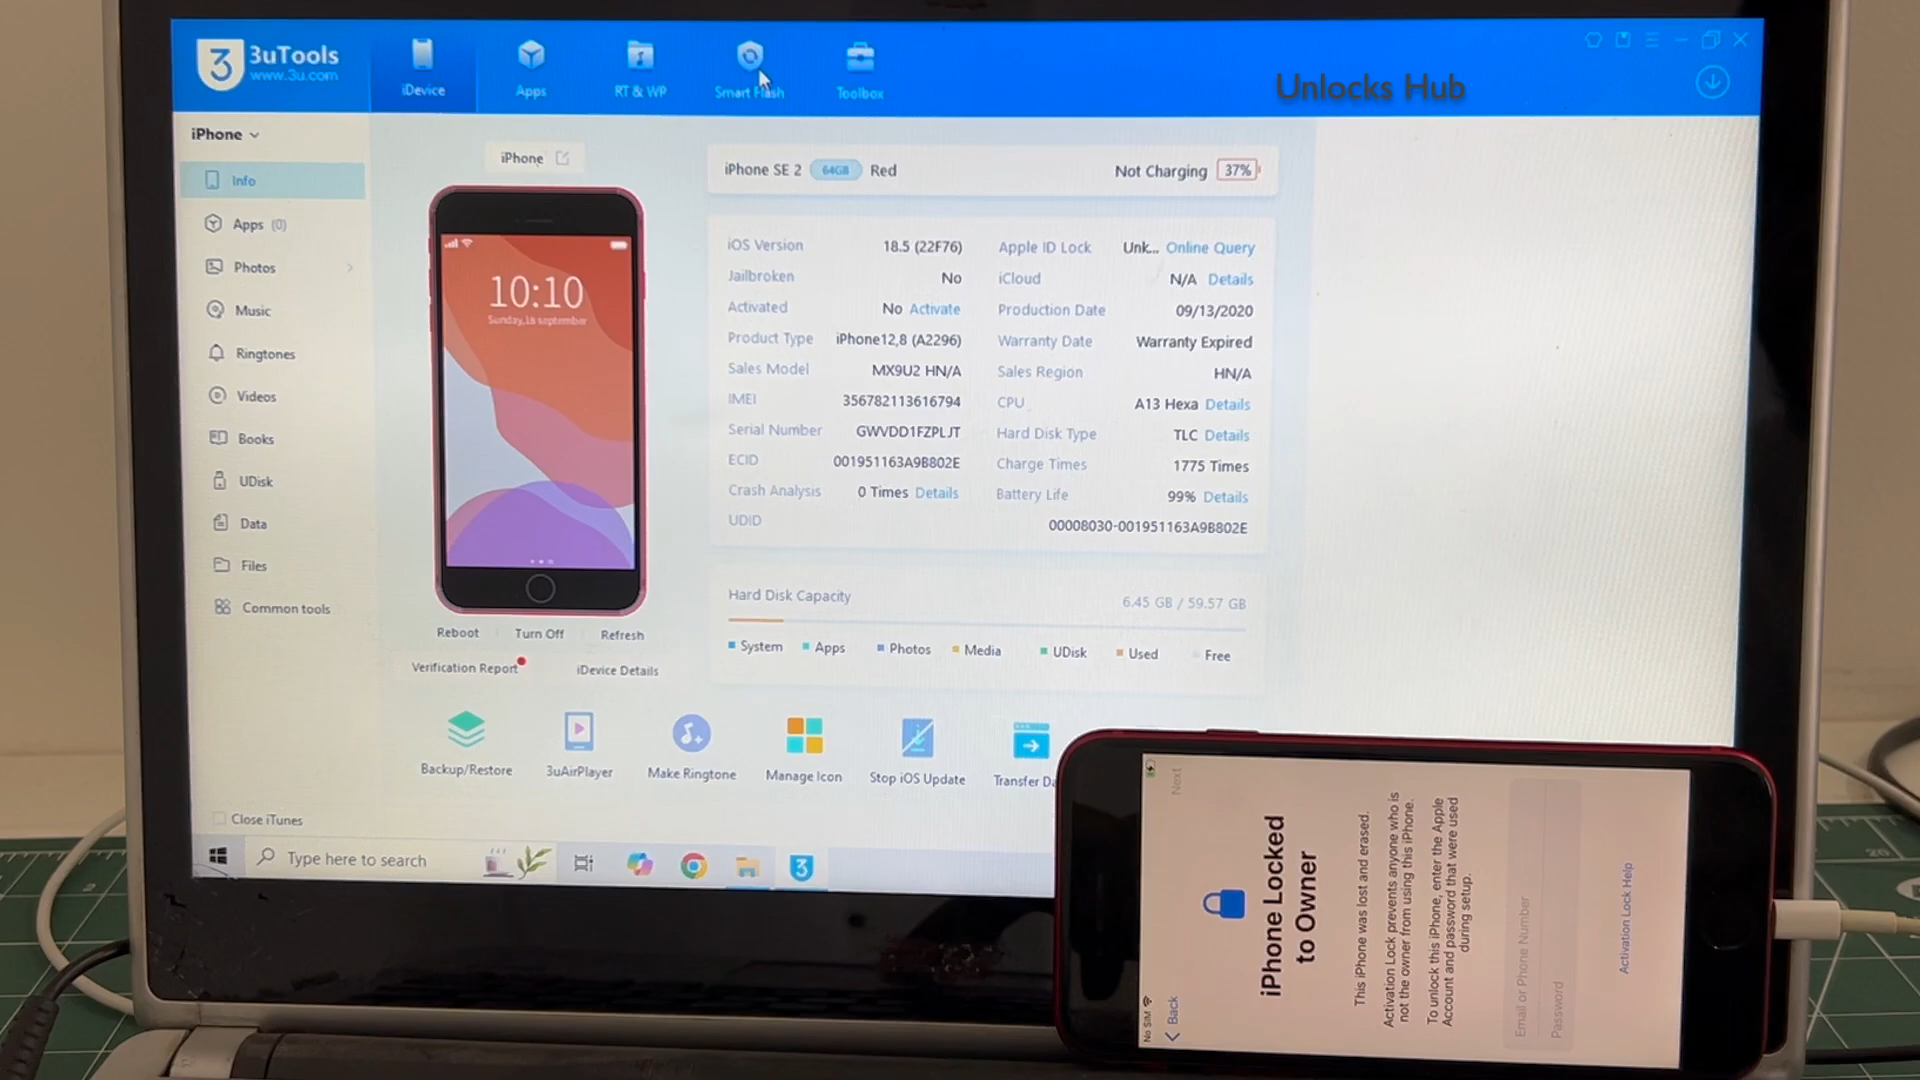 3uTools
www.3u.com
iDevice
Apps
RT & WP
Smart Flash
Toolbox
Unlocks Hub
iPhone
Info
Apps (0)
Photos
Music
Ringtones
Videos
Books
UDisk
Data
Files
Common tools
Close iTunes
iPhone
10:10
Sunday,16 september
Reboot Turn Off Refresh
Verification Report iDevice Details
iPhone SE 2 64GB Red Not Charging 37%
iOS Version 18.5 (22F76) Apple ID Lock Unk... Online Query
Jailbroken No iCloud N/A Details
Activated No Activate Production Date 09/13/2020
Product Type iPhone12,8 (A2296) Warranty Date Warranty Expired
Sales Model MX9U2 HN/A Sales Region HN/A
IMEI 356782113616794 CPU A13 Hexa Details
Serial Number GWVDD1FZPLJT Hard Disk Type TLC Details
ECID 001951163A9B802E Charge Times 1775 Times
Crash Analysis 0 Times Details Battery Life 99% Details
UDID 00008030-001951163A9B802E
Hard Disk Capacity 6.45 GB / 59.57 GB
System Apps Photos Media UDisk Used Free
Backup/Restore 3uAirPlayer Make Ringtone Manage Icon Stop iOS Update Transfer Da
Type here to search
No SIM
Back
Next
iPhone Locked
to Owner
This iPhone was lost and erased.
Activation Lock prevents anyone who is
not the owner from using this iPhone.
To unlock this iPhone, enter the Apple
Account and password that were used
during setup.
Email or Phone Number
Password
Activation Lock Help